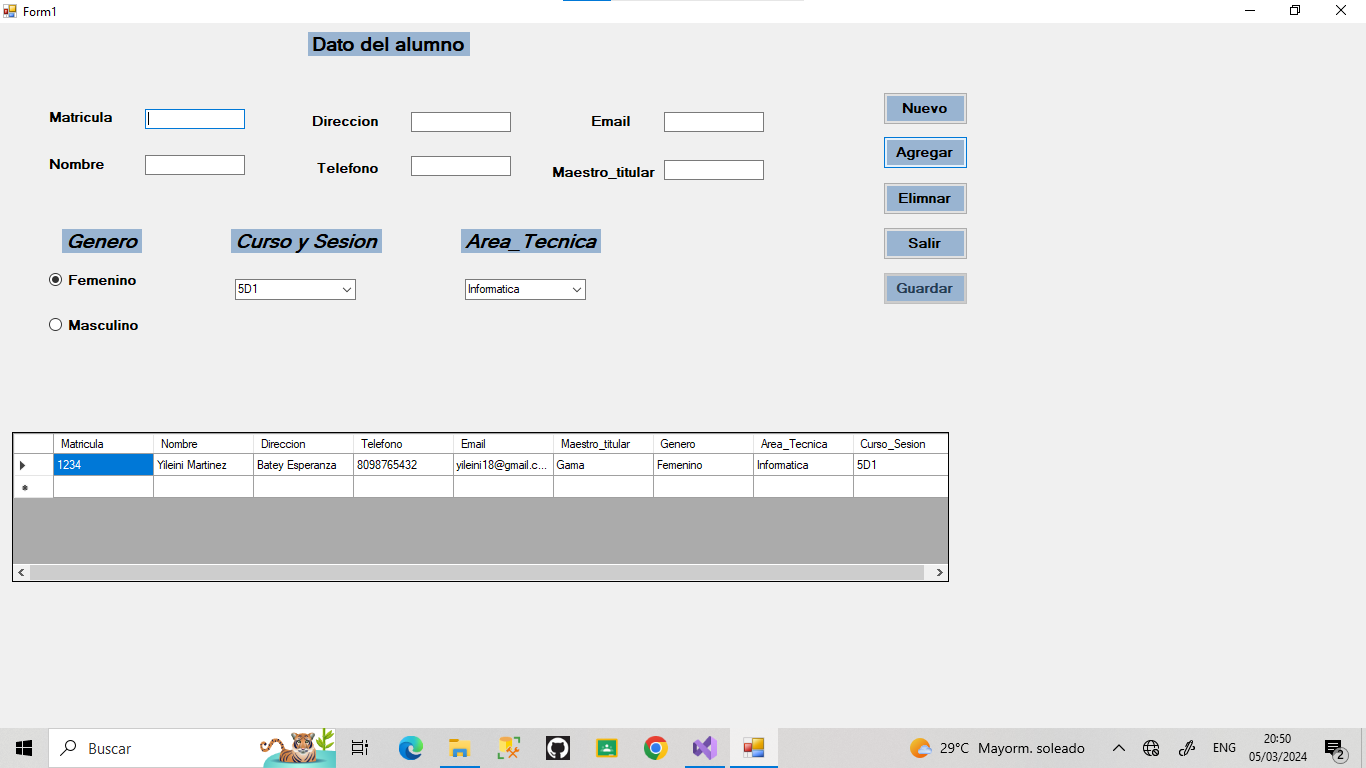 Form1
Dato del alumno
Matricula
Direccion
Email
Nuevo
Nombre
Telefono
Maestro_titular
Agregar
Elimnar
Genero
Curso y Sesion
Area_Tecnica
Salir
Femenino
5D1
Informatica
Guardar
Masculino
Matricula Nombre Direccion Telefono Email Maestro_titular Genero Area_Tecnica Curso_Sesion
1234 Yileini Martinez Batey Esperanza 8098765432 yileini18@gmail.c... Gama Femenino Informatica 5D1
Buscar
29°C Mayorm. soleado
ENG
20:50
05/03/2024
2